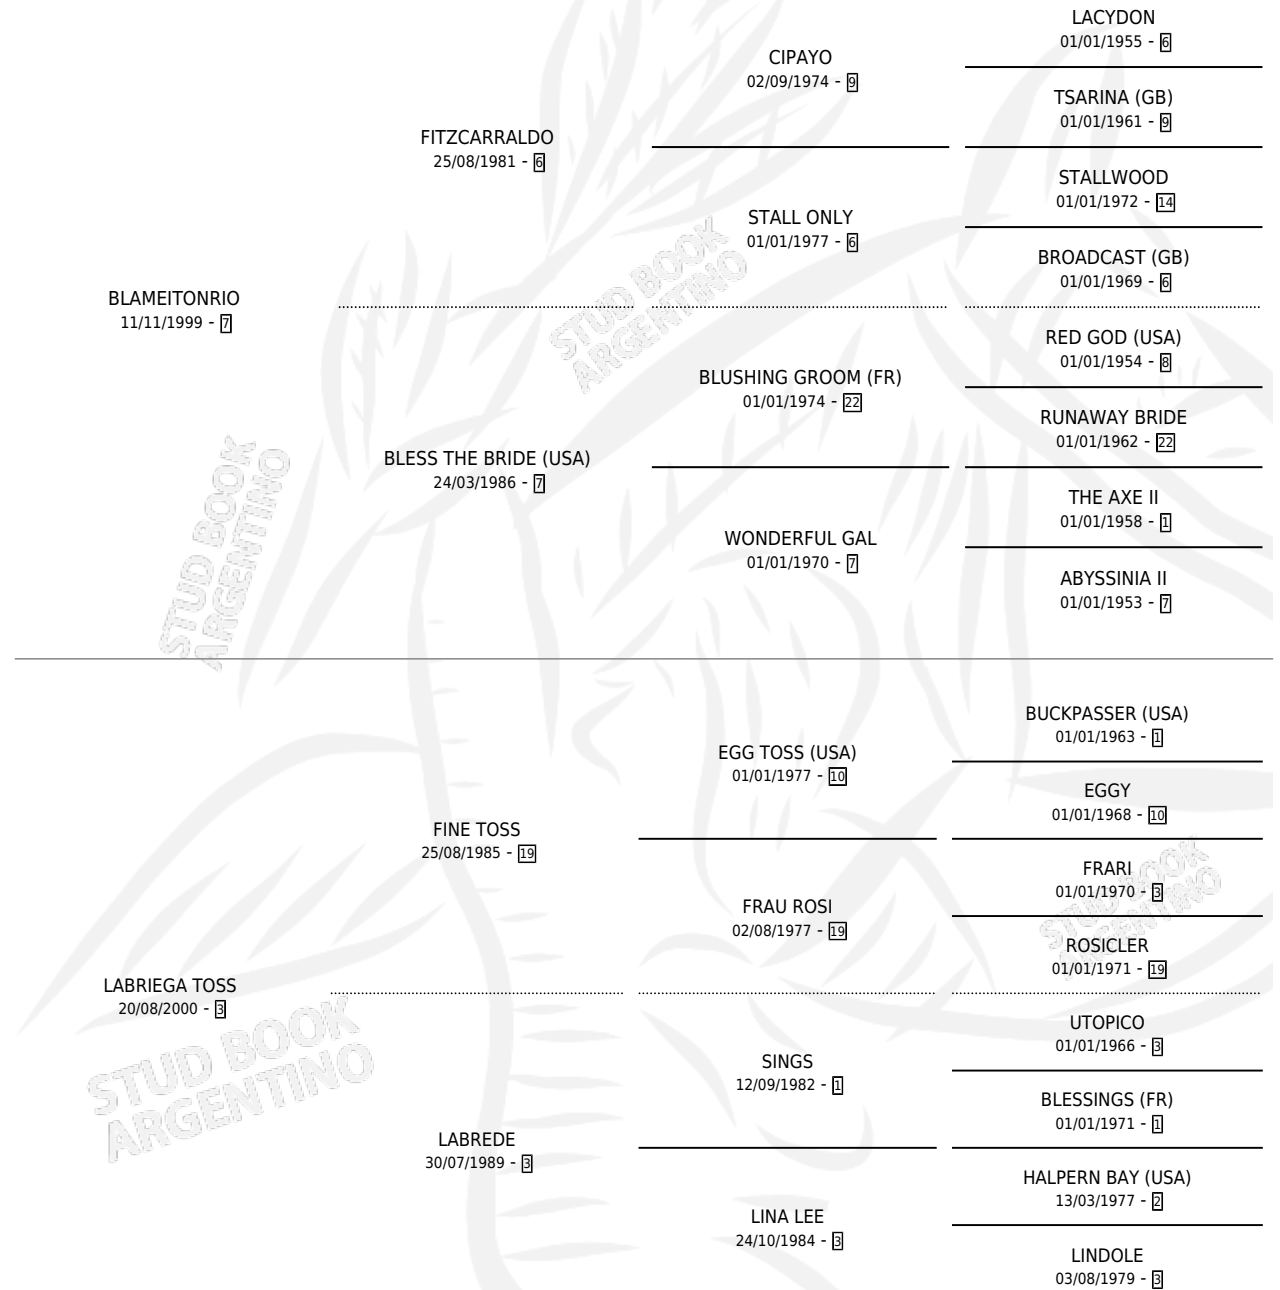 LACYDON
01/01/1955 - 6
CIPAYO
02/09/1974 - 9
TSARINA (GB)
01/01/1961 - 9
FITZCARRALDO
25/08/1981 - 6
STALLWOOD
01/01/1972 - 14
STALL ONLY
01/01/1977 - 6
BROADCAST (GB)
01/01/1969 - 6
BLAMEITONRIO
11/11/1999 - 7
STUD BOOK
ARGENTINO
RED GOD (USA)
01/01/1954 - 8
BLUSHING GROOM (FR)
01/01/1974 - 22
RUNAWAY BRIDE
01/01/1962 - 22
BLESS THE BRIDE (USA)
24/03/1986 - 7
THE AXE II
01/01/1958 - 1
WONDERFUL GAL
01/01/1970 - 7
ABYSSINIA II
01/01/1953 - 7
STUD BOOK
ARGENTINO
BUCKPASSER (USA)
01/01/1963 - 1
EGG TOSS (USA)
01/01/1977 - 10
EGGY
01/01/1968 - 10
FINE TOSS
25/08/1985 - 19
FRARI
01/01/1970 - 3
FRAU ROSI
02/08/1977 - 19
ROSICLER
01/01/1971 - 19
STUD BOOK
ARGENTINO
LABRIEGA TOSS
20/08/2000 - 3
UTOPICO
01/01/1966 - 3
SINGS
12/09/1982 - 1
BLESSINGS (FR)
01/01/1971 - 1
STUD BOOK
ARGENTINO
LABREDE
30/07/1989 - 3
HALPERN BAY (USA)
13/03/1977 - 2
LINA LEE
24/10/1984 - 3
LINDOLE
03/08/1979 - 3